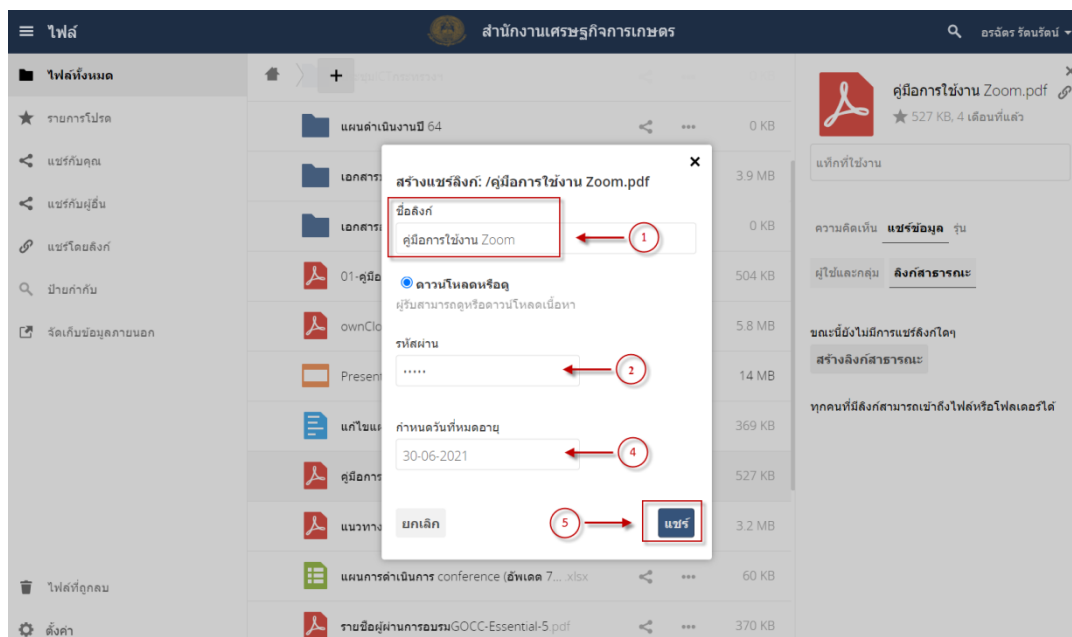 ไฟล์
สำนักงานเศรษฐกิจการเกษตร
อรฉัตร รัตนรัตน์
ไฟล์ทั้งหมด
รายการโปรด
แชร์กับคุณ
แชร์กับผู้อื่น
แชร์โดยลิงก์
ป้ายกำกับ
จัดเก็บข้อมูลภายนอก
ไฟล์ที่ถูกลบ
ตั้งค่า
+
แผนดำเนินงานปี 64
0 KB
เอกสาร
3.9 MB
เอกสาร
0 KB
01-คู่มือ
504 KB
ownClo
5.8 MB
Present
14 MB
แก้ไขแผ
369 KB
คู่มือการ
527 KB
แนวทาง
3.2 MB
แผนการดำเนินการ conference (อัพเดต 7... .xlsx
60 KB
รายชื่อผู้ผ่านการอบรมGOCC-Essential-5.pdf
370 KB
สร้างแชร์ลิงก์: /คู่มือการใช้งาน Zoom.pdf
ชื่อลิงก์
คู่มือการใช้งาน Zoom
1
ดาวน์โหลดหรือดู
ผู้รับสามารถดูหรือดาวน์โหลดเนื้อหา
รหัสผ่าน
.....
2
กำหนดวันที่หมดอายุ
30-06-2021
4
ยกเลิก
5
แชร์
คู่มือการใช้งาน Zoom.pdf
527 KB, 4 เดือนที่แล้ว
แท็กที่ใช้งาน
ความคิดเห็น แชร์ข้อมูล รุ่น
ผู้ใช้และกลุ่ม ลิงก์สาธารณะ
ขณะนี้ยังไม่มีการแชร์ลิงก์ใดๆ
สร้างลิงก์สาธารณะ
ทุกคนที่มีลิงก์สามารถเข้าถึงไฟล์หรือโฟลเดอร์ได้